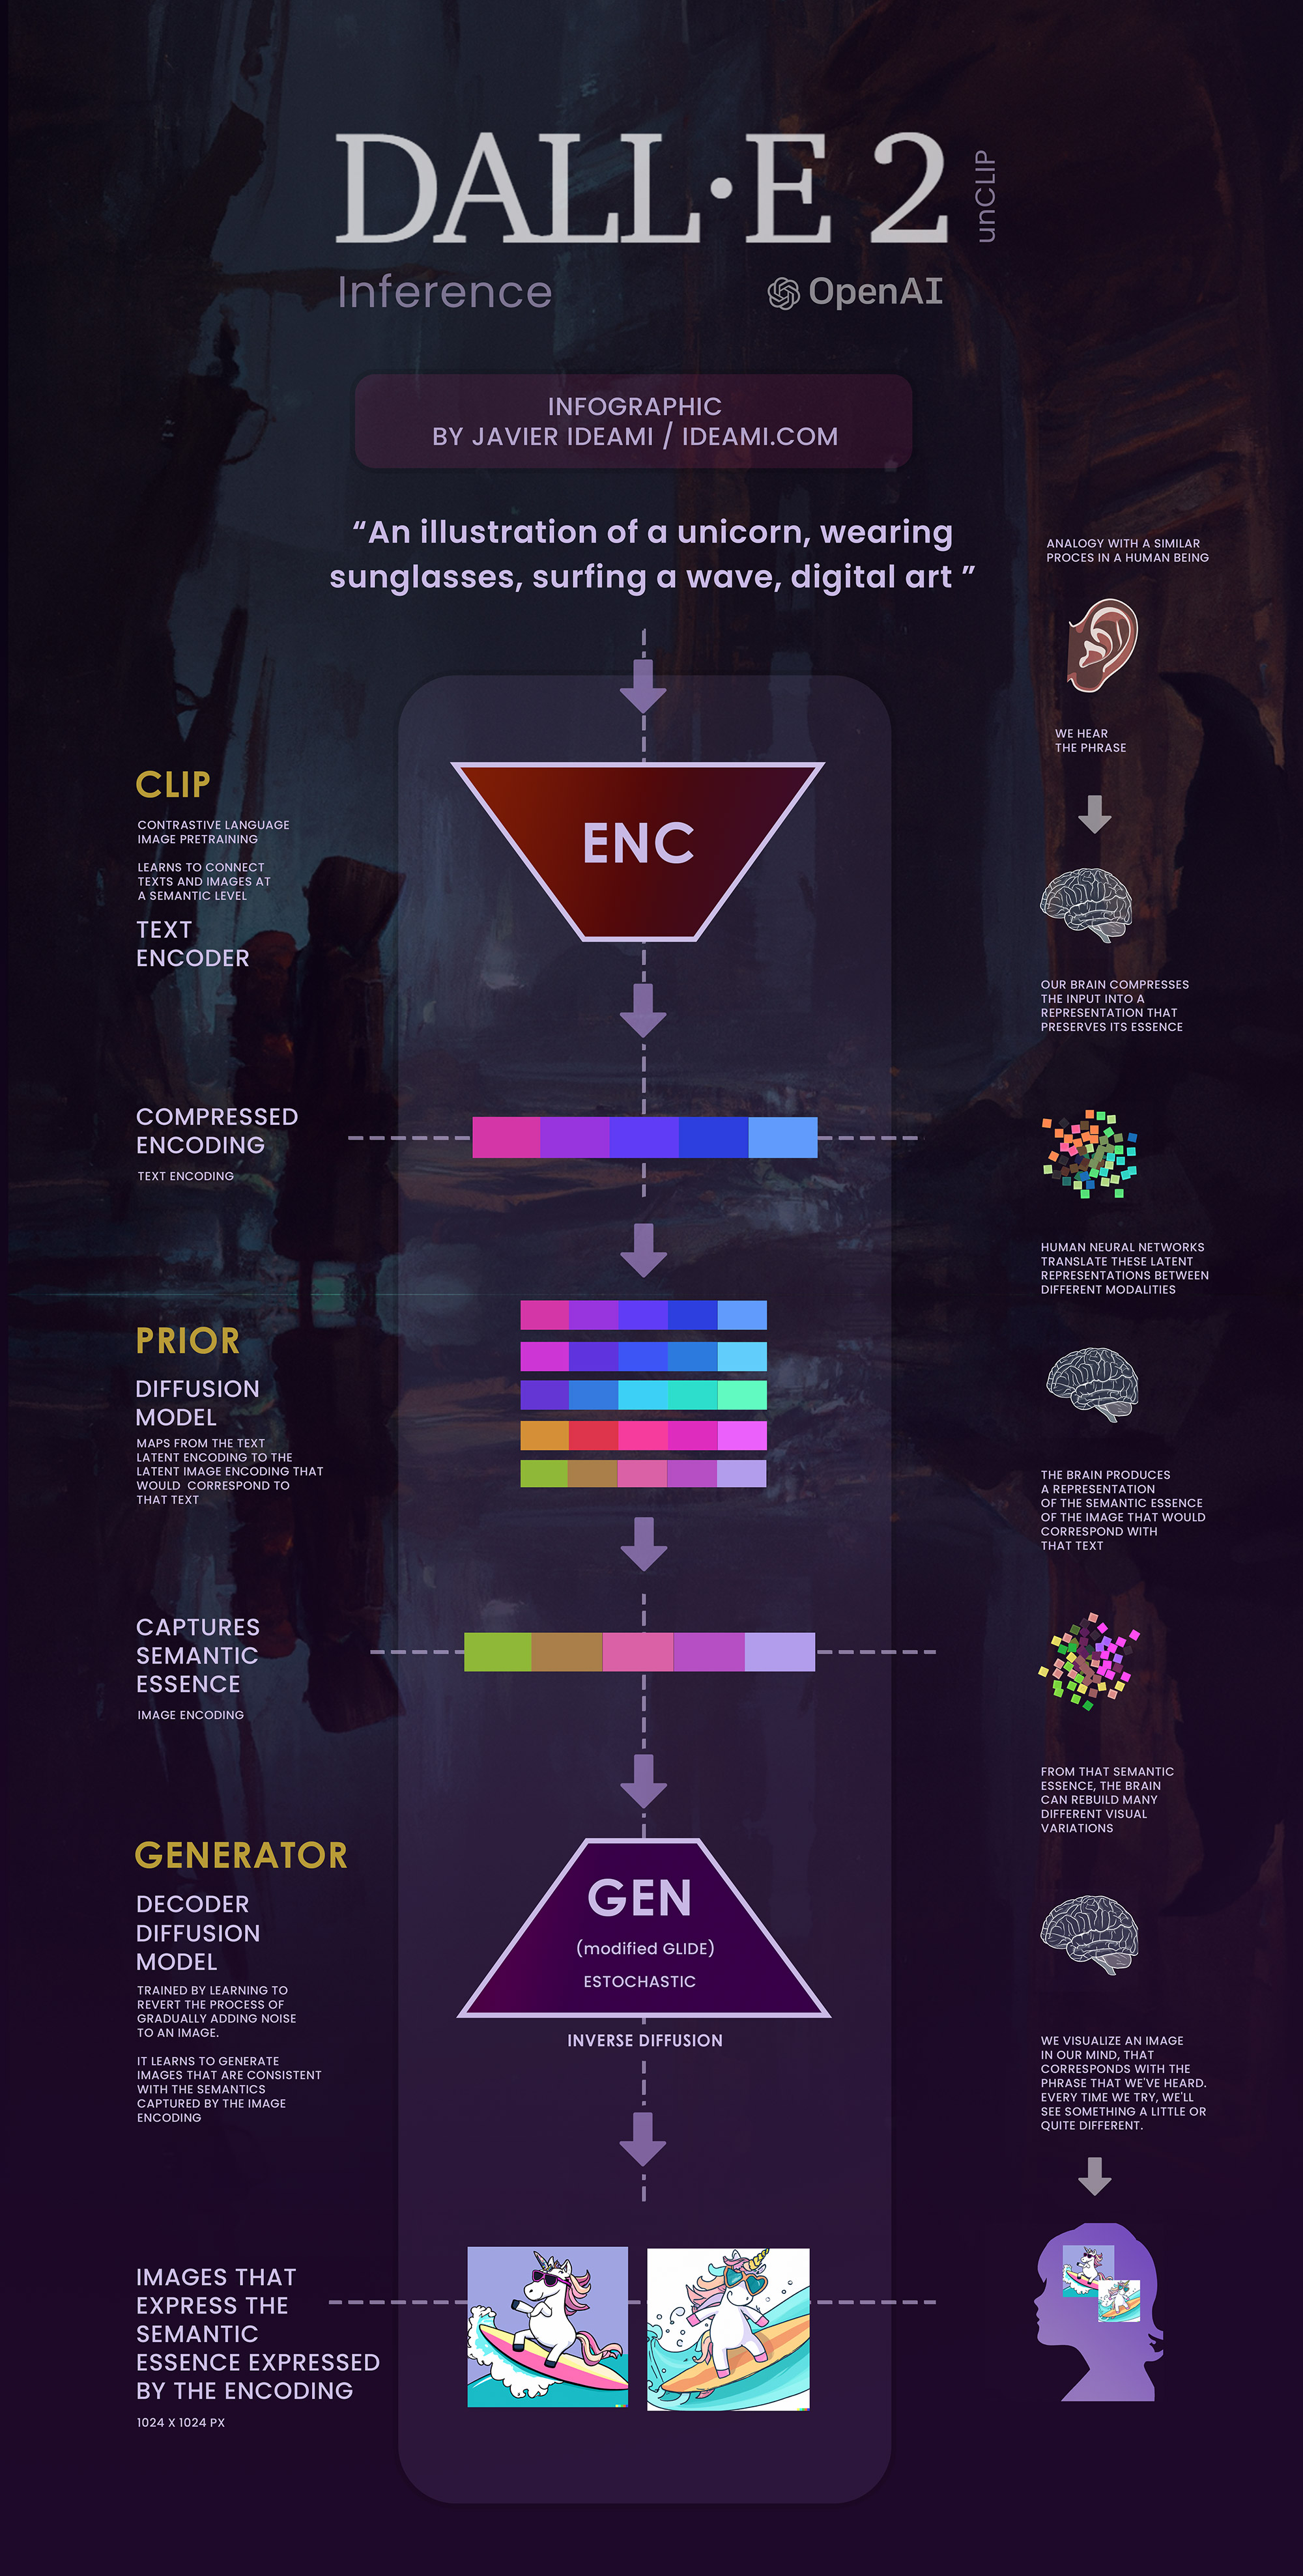 DALL·E 2
unCLIP
Inference
OpenAI
INFOGRAPHIC
BY JAVIER IDEAMI / IDEAMI.COM
“An illustration of a unicorn, wearing
sunglasses, surfing a wave, digital art ”
ANALOGY WITH A SIMILAR
PROCES IN A HUMAN BEING
WE HEAR
THE PHRASE
CLIP
CONTRASTIVE LANGUAGE
IMAGE PRETRAINING
LEARNS TO CONNECT
TEXTS AND IMAGES AT
A SEMANTIC LEVEL
TEXT
ENCODER
ENC
OUR BRAIN COMPRESSES
THE INPUT INTO A
REPRESENTATION THAT
PRESERVES ITS ESSENCE
COMPRESSED
ENCODING
TEXT ENCODING
HUMAN NEURAL NETWORKS
TRANSLATE THESE LATENT
REPRESENTATIONS BETWEEN
DIFFERENT MODALITIES
PRIOR
DIFFUSION
MODEL
MAPS FROM THE TEXT
LATENT ENCODING TO THE
LATENT IMAGE ENCODING THAT
WOULD CORRESPOND TO
THAT TEXT
THE BRAIN PRODUCES
A REPRESENTATION
OF THE SEMANTIC ESSENCE
OF THE IMAGE THAT WOULD
CORRESPOND WITH
THAT TEXT
CAPTURES
SEMANTIC
ESSENCE
IMAGE ENCODING
FROM THAT SEMANTIC
ESSENCE, THE BRAIN
CAN REBUILD MANY
DIFFERENT VISUAL
VARIATIONS
GENERATOR
DECODER
DIFFUSION
MODEL
TRAINED BY LEARNING TO
REVERT THE PROCESS OF
GRADUALLY ADDING NOISE
TO AN IMAGE.
IT LEARNS TO GENERATE
IMAGES THAT ARE CONSISTENT
WITH THE SEMANTICS
CAPTURED BY THE IMAGE
ENCODING
GEN
(modified GLIDE)
ESTOCHASTIC
INVERSE DIFFUSION
WE VISUALIZE AN IMAGE
IN OUR MIND, THAT
CORRESPONDS WITH THE
PHRASE THAT WE'VE HEARD.
EVERY TIME WE TRY, WE'LL
SEE SOMETHING A LITTLE OR
QUITE DIFFERENT.
IMAGES THAT
EXPRESS THE
SEMANTIC
ESSENCE EXPRESSED
BY THE ENCODING
1024 X 1024 PX